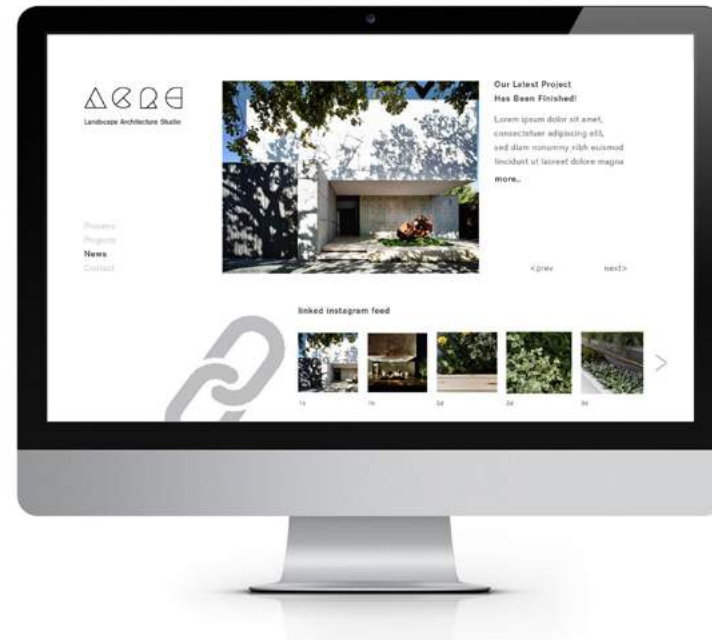 ACRE
Landscape Architecture Studio
Process
Projects
News
Contact
Our Latest Project
Has Been Finished!
Lorem ipsum dolor sit amet,
consectetuer adipiscing elit,
sed diam nonummy nibh euismod
tincidunt ut laoreet dolore magna
more..
<prev next>
linked instagram feed